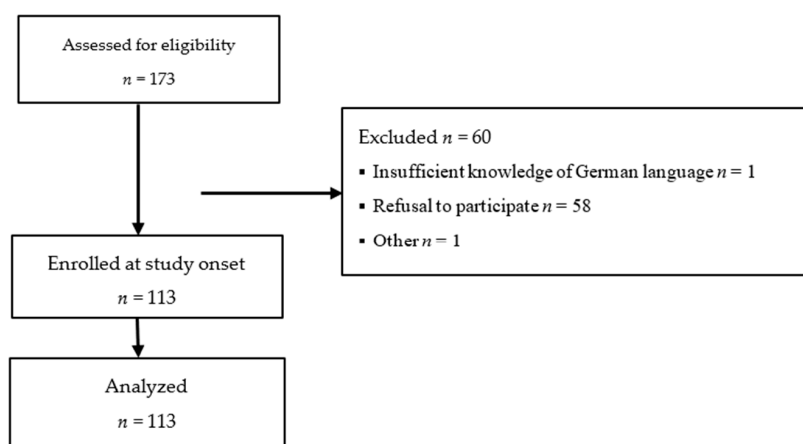 Assessed for eligibility
n = 173
Excluded n = 60
▪ Insufficient knowledge of German language n = 1
▪ Refusal to participate n = 58
▪ Other n = 1
Enrolled at study onset
n = 113
Analyzed
n = 113